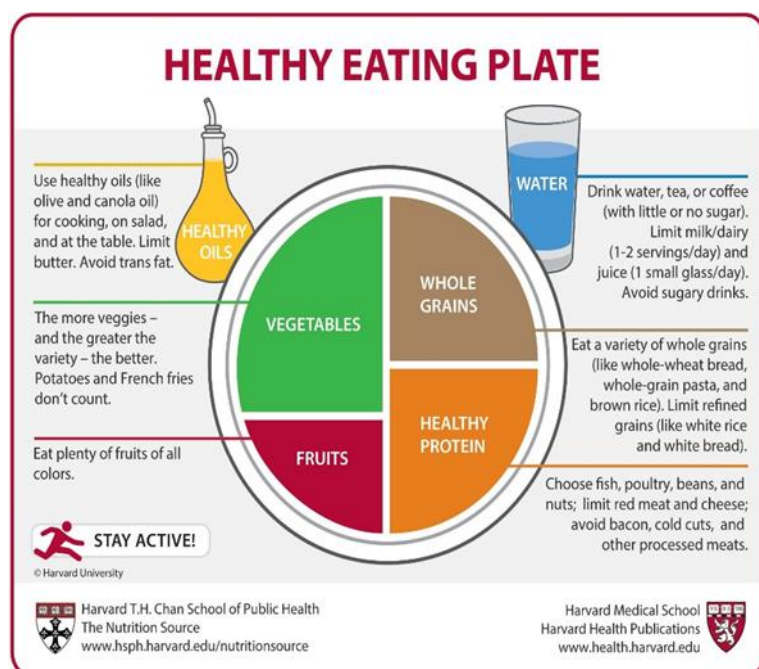 HEALTHY EATING PLATE
Use healthy oils (like
olive and canola oil)
for cooking, on salad,
and at the table. Limit
butter. Avoid trans fat.
HEALTHY
OILS
The more veggies –
and the greater the
variety – the better.
Potatoes and French fries
don't count.
Eat plenty of fruits of all
colors.
VEGETABLES
FRUITS
WHOLE
GRAINS
HEALTHY
PROTEIN
WATER
Drink water, tea, or coffee
(with little or no sugar).
Limit milk/dairy
(1-2 servings/day) and
juice (1 small glass/day).
Avoid sugary drinks.
Eat a variety of whole grains
(like whole-wheat bread,
whole-grain pasta, and
brown rice). Limit refined
grains (like white rice
and white bread).
Choose fish, poultry, beans, and
nuts; limit red meat and cheese;
avoid bacon, cold cuts, and
other processed meats.
STAY ACTIVE!
© Harvard University
Harvard T.H. Chan School of Public Health
The Nutrition Source
www.hsph.harvard.edu/nutritionsource
Harvard Medical School
Harvard Health Publications
www.health.harvard.edu